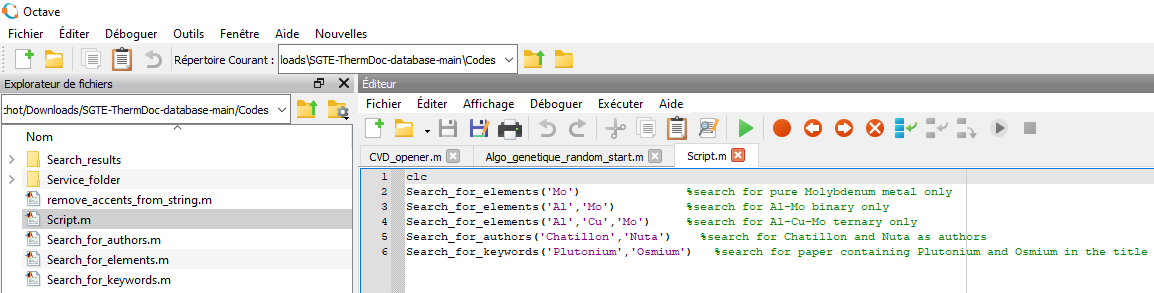 Octave
Fichier Éditer Déboguer Outils Fenêtre Aide Nouvelles
Répertoire Courant : loads\SGTE-ThermDoc-database-main\Codes
Explorateur de fichiers
:hot/Downloads/SGTE-ThermDoc-database-main/Codes
Nom
Search_results
Service_folder
remove_accents_from_string.m
Script.m
Search_for_authors.m
Search_for_elements.m
Search_for_keywords.m
Éditeur
Fichier Éditer Affichage Déboguer Exécuter Aide
CVD_opener.m Algo_genetique_random_start.m Script.m
1 clc
2 Search_for_elements('Mo') %search for pure Molybdenum metal only
3 Search_for_elements('Al','Mo') %search for Al-Mo binary only
4 Search_for_elements('Al','Cu','Mo') %search for Al-Cu-Mo ternary only
5 Search_for_authors('Chatillon','Nuta') %search for Chatillon and Nuta as authors
6 Search_for_keywords('Plutonium','Osmium') %search for paper containing Plutonium and Osmium in the title